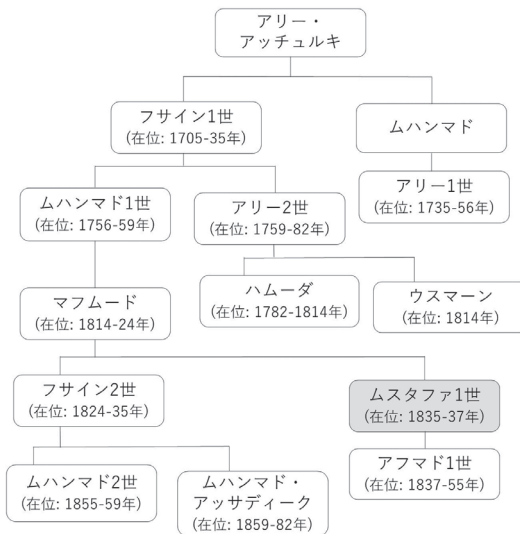 アリー・
アッチュルキ
フサイン1世
(在位: 1705-35年)
ムハンマド
ムハンマド1世
(在位: 1756-59年)
アリー2世
(在位: 1759-82年)
アリー1世
(在位: 1735-56年)
マフムード
(在位: 1814-24年)
ハムーダ
(在位: 1782-1814年)
ウスマーン
(在位: 1814年)
フサイン2世
(在位: 1824-35年)
ムスタファ1世
(在位: 1835-37年)
ムハンマド2世
(在位: 1855-59年)
ムハンマド・
アッサディーク
(在位: 1859-82年)
アフマド1世
(在位: 1837-55年)